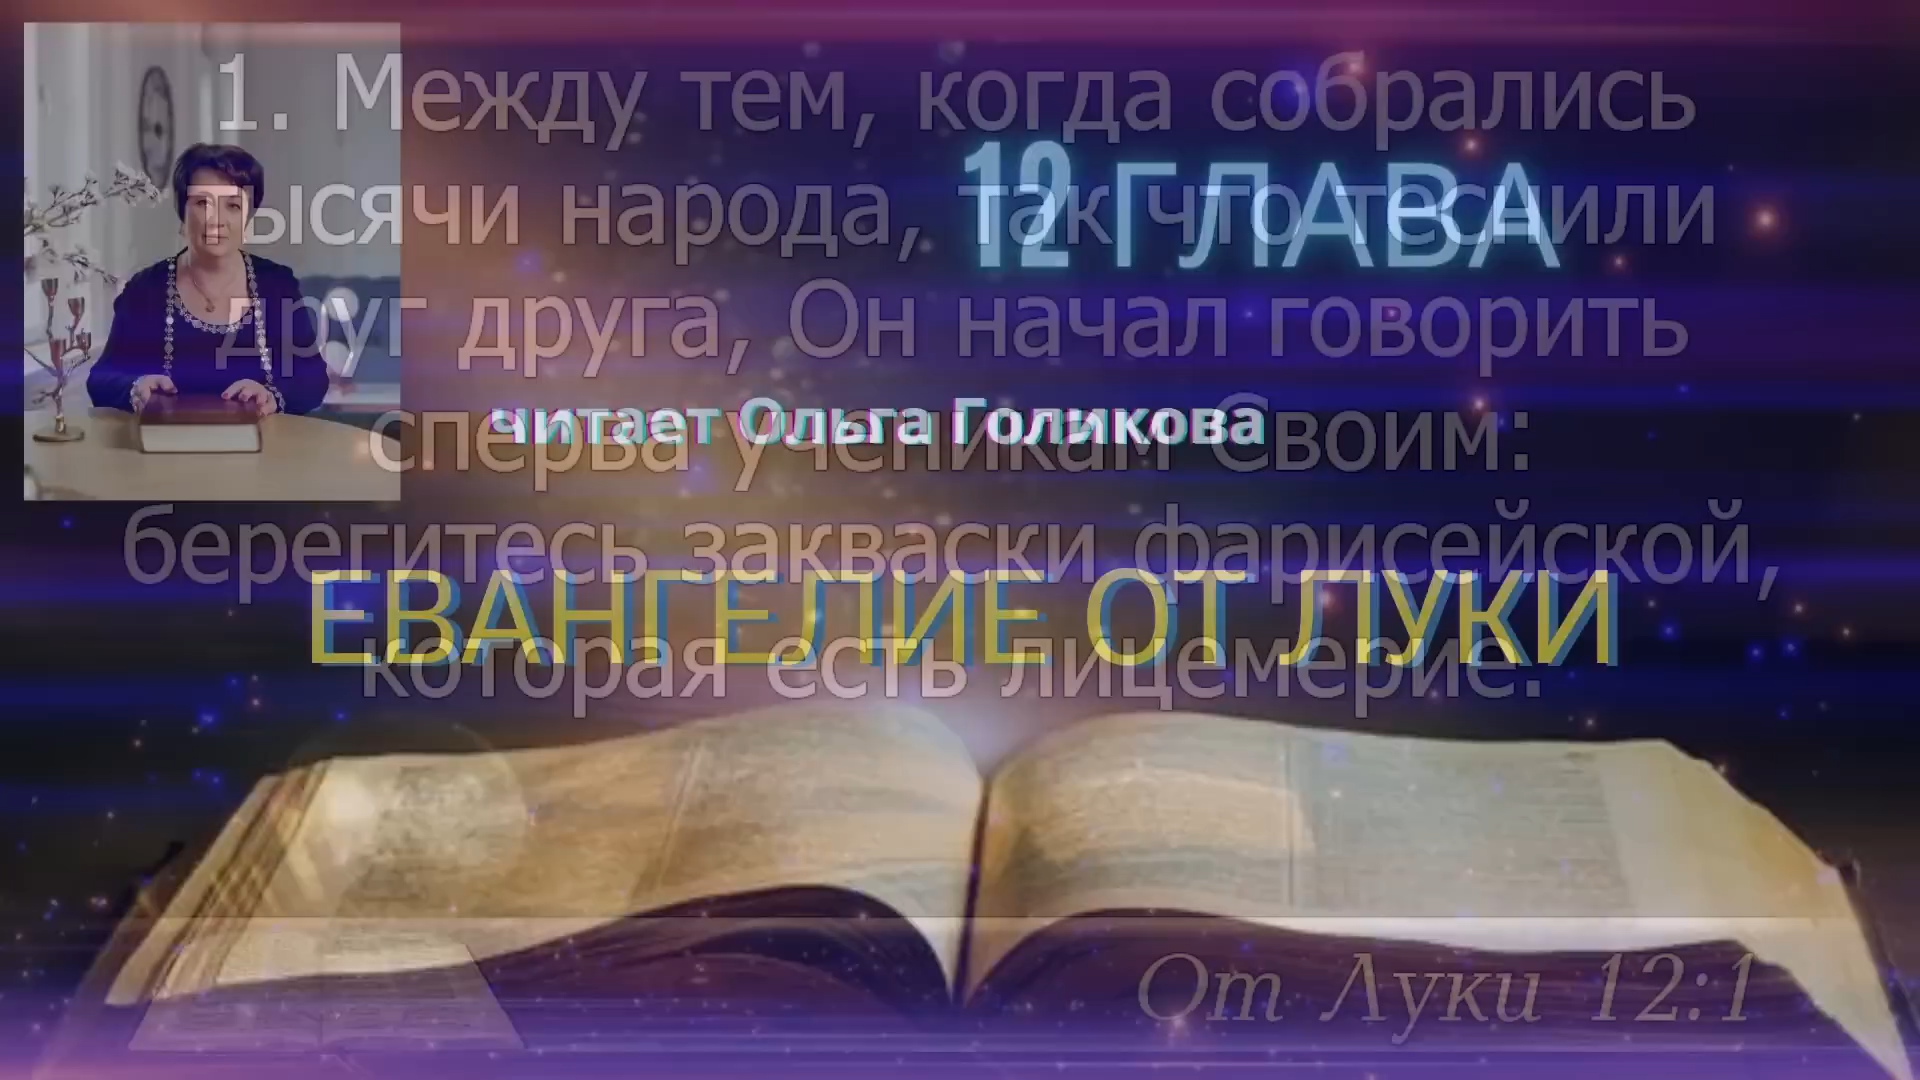 1. Между тем, когда собрались
тысячи народа, так что теснили
друг друга, Он начал говорить
сперва ученикам Своим:
берегитесь закваски фарисейской,
которая есть лицемерие.
12 ГЛАВА
читает Ольга Голикова
ЕВАНГЕЛИЕ ОТ ЛУКИ
От Луки 12:1